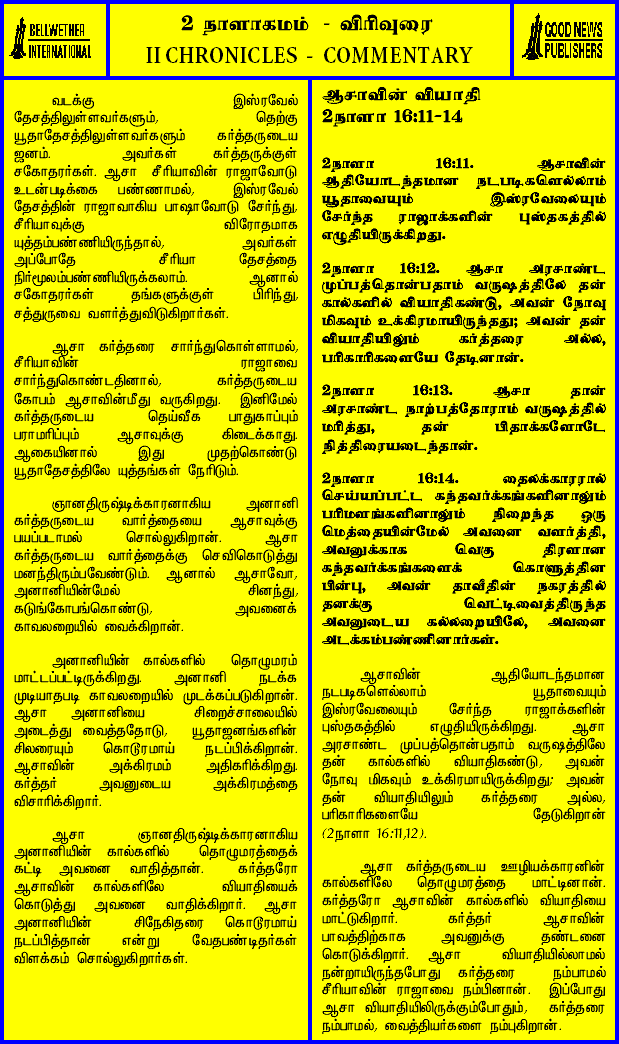 BELLWETHER
INTERNATIONAL
2 நாளாகமம் - விரிவுரை
II CHRONICLES - COMMENTARY
GOOD NEWS
PUBLISHERS
வடக்கு இஸ்ரவேல்
தேசத்திலுள்ளவர்களும், தெற்கு
யூதாதேசத்திலுள்ளவர்களும் கர்த்தருடைய
ஜனம். அவர்கள் கர்த்தருக்குள்
சகோதரர்கள். ஆசா சீரியாவின் ராஜாவோடு
உடன்படிக்கை பண்ணாமல், இஸ்ரவேல்
தேசத்தின் ராஜாவாகிய பாஷாவோடு சேர்ந்து,
சீரியாவுக்கு விரோதமாக
யுத்தம்பண்ணியிருந்தால், அவர்கள்
அப்போதே சீரியா தேசத்தை
நிர்மூலம்பண்ணியிருக்கலாம். ஆனால்
சகோதரர்கள் தங்களுக்குள் பிரிந்து,
சத்துருவை வளர்த்துவிடுகிறார்கள்.
ஆசா கர்த்தரை சார்ந்துகொள்ளாமல்,
சீரியாவின் ராஜாவை
சார்ந்துகொண்டதினால், கர்த்தருடைய
கோபம் ஆசாவின்மீது வருகிறது. இனிமேல்
கர்த்தருடைய தெய்வீக பாதுகாப்பும்
பராமரிப்பும் ஆசாவுக்கு கிடைக்காது.
ஆகையினால் இது முதற்கொண்டு
யூதாதேசத்திலே யுத்தங்கள் நேரிடும்.
ஞானதிருஷ்டிக்காரனாகிய அனானி
கர்த்தருடைய வார்த்தையை ஆசாவுக்கு
பயப்படாமல் சொல்லுகிறான். ஆசா
கர்த்தருடைய வார்த்தைக்கு செவிகொடுத்து
மனந்திரும்பவேண்டும். ஆனால் ஆசாவோ,
அனானியின்மேல் சினந்து,
கடுங்கோபங்கொண்டு, அவனைக்
காவலறையில் வைக்கிறான்.
அனானியின் கால்களில் தொழுமரம்
மாட்டப்பட்டிருக்கிறது. அனானி நடக்க
முடியாதபடி காவலறையில் முடக்கப்படுகிறான்.
ஆசா அனானியை சிறைச்சாலையில்
அடைத்து வைத்ததோடு, யூதாஜனங்களின்
சிலரையும் கொடூரமாய் நடப்பிக்கிறான்.
ஆசாவின் அக்கிரமம் அதிகரிக்கிறது.
கர்த்தர் அவனுடைய அக்கிரமத்தை
விசாரிக்கிறார்.
ஆசா ஞானதிருஷ்டிக்காரனாகிய
அனானியின் கால்களில் தொழுமரத்தைக்
கட்டி அவனை வாதித்தான். கர்த்தரோ
ஆசாவின் கால்களிலே வியாதியைக்
கொடுத்து அவனை வாதிக்கிறார். ஆசா
அனானியின் சிநேகிதரை கொடூரமாய்
நடப்பித்தான் என்று வேதபண்டிதர்கள்
விளக்கம் சொல்லுகிறார்கள்.
ஆசாவின் வியாதி
2நாளா 16:11-14
2நாளா 16:11. ஆசாவின்
ஆதியோடந்தமான நடபடிகளெல்லாம்
யூதாவையும் இஸ்ரவேலையும்
சேர்ந்த ராஜாக்களின் புஸ்தகத்தில்
எழுதியிருக்கிறது.
2நாளா 16:12. ஆசா அரசாண்ட
முப்பத்தொன்பதாம் வருஷத்திலே தன்
கால்களில் வியாதிகண்டு, அவன் நோவு
மிகவும் உக்கிரமாயிருந்தது; அவன் தன்
வியாதியிலும் கர்த்தரை அல்ல,
பரிகாரிகளையே தேடினான்.
2நாளா 16:13. ஆசா தான்
அரசாண்ட நாற்பத்தோராம் வருஷத்தில்
மரித்து, தன் பிதாக்களோடே
நித்திரையடைந்தான்.
2நாளா 16:14. தைலக்காரரால்
செய்யப்பட்ட கந்தவர்க்கங்களினாலும்
பரிமளங்களினாலும் நிறைந்த ஒரு
மெத்தையின்மேல் அவனை வளர்த்தி,
அவனுக்காக வெகு திரளான
கந்தவர்க்கங்களைக் கொளுத்தின
பின்பு, அவன் தாவீதின் நகரத்தில்
தனக்கு வெட்டிவைத்திருந்த
அவனுடைய கல்லறையிலே, அவனை
அடக்கம்பண்ணினார்கள்.
ஆசாவின் ஆதியோடந்தமான
நடபடிகளெல்லாம் யூதாவையும்
இஸ்ரவேலையும் சேர்ந்த ராஜாக்களின்
புஸ்தகத்தில் எழுதியிருக்கிறது. ஆசா
அரசாண்ட முப்பத்தொன்பதாம் வருஷத்திலே
தன் கால்களில் வியாதிகண்டு, அவன்
நோவு மிகவும் உக்கிரமாயிருக்கிறது; அவன்
தன் வியாதியிலும் கர்த்தரை அல்ல,
பரிகாரிகளையே தேடுகிறான்
(2நாளா 16:11,12).
ஆசா கர்த்தருடைய ஊழியக்காரனின்
கால்களிலே தொழுமரத்தை மாட்டினான்.
கர்த்தரோ ஆசாவின் கால்களில் வியாதியை
மாட்டுகிறார். கர்த்தர் ஆசாவின்
பாவத்திற்காக அவனுக்கு தண்டனை
கொடுக்கிறார். ஆசா வியாதியில்லாமல்
நன்றாயிருந்தபோது கர்த்தரை நம்பாமல்
சீரியாவின் ராஜாவை நம்பினான். இப்போது
ஆசா வியாதியிலிருக்கும்போதும், கர்த்தரை
நம்பாமல், வைத்தியர்களை நம்புகிறான்.